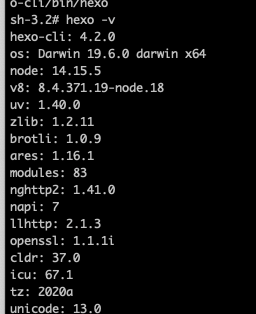 o-cli/bin/hexo
sh-3.2# hexo -v
hexo-cli: 4.2.0
os: Darwin 19.6.0 darwin x64
node: 14.15.5
v8: 8.4.371.19-node.18
uv: 1.40.0
zlib: 1.2.11
brotli: 1.0.9
ares: 1.16.1
modules: 83
nghttp2: 1.41.0
napi: 7
llhttp: 2.1.3
openssl: 1.1.1i
cldr: 37.0
icu: 67.1
tz: 2020a
unicode: 13.0